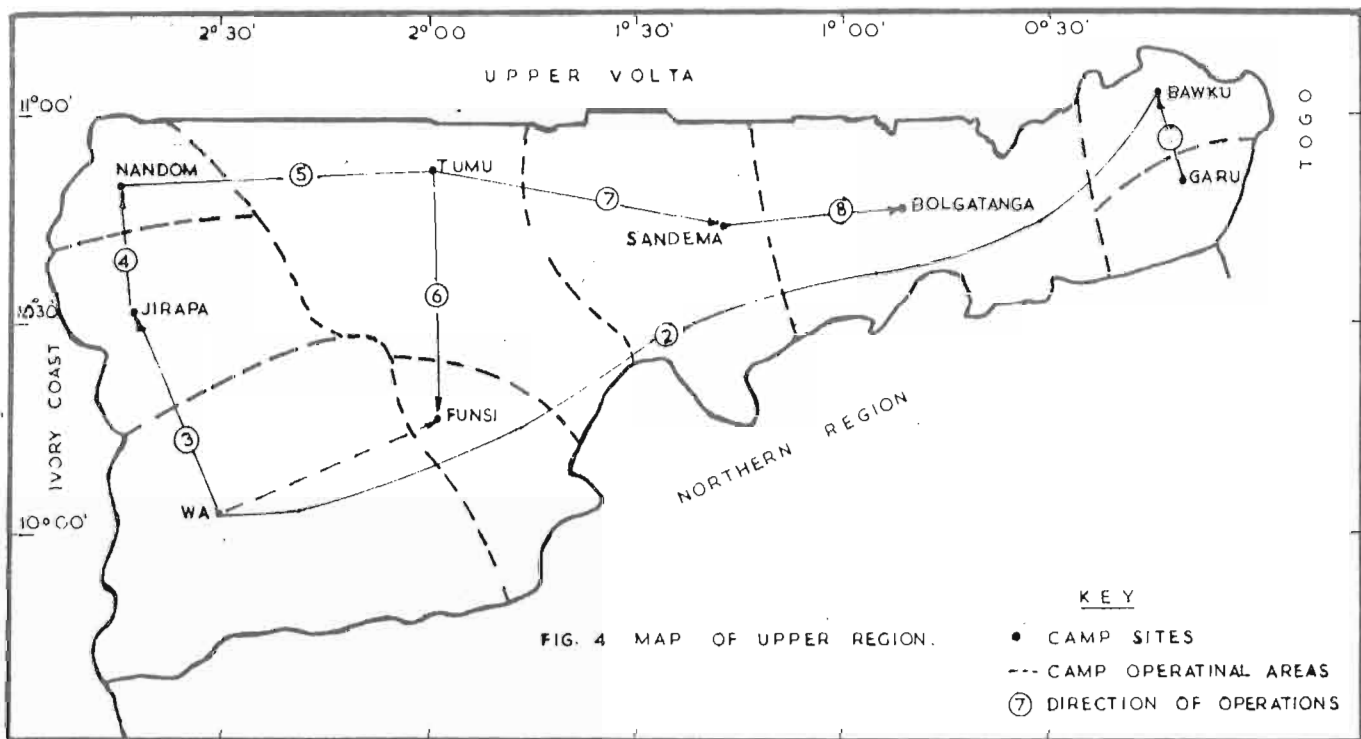 2°30' 2°00 1°30' 1°00' 0°30'
UPPER VOLTA
11°00'
BAWKU
TOGO
NANDOM
5
TUMU
GARU
7
8
BOLGATANGA
SANDEMA
4
6
JIRAPA
2
IVORY COAST
FUNSI
3
NORTHERN REGION
WA
10°00'
KEY
FIG. 4 MAP OF UPPER REGION.
CAMP SITES
CAMP OPERATINAL AREAS
7 DIRECTION OF OPERATIONS